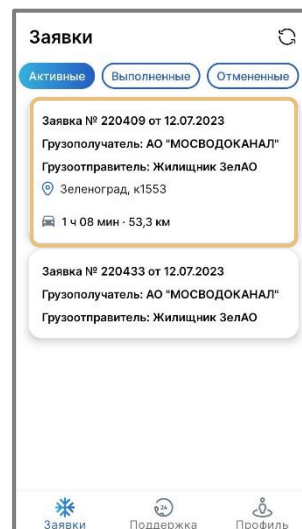 Заявки
Активные Выполненные Отмененные
Заявка № 220409 от 12.07.2023
Грузополучатель: АО "МОСВОДОКАНАЛ"
Грузоотправитель: Жилищник ЗелАО
Зеленоград, к1553
1 ч 08 мин · 53,3 км
Заявка № 220433 от 12.07.2023
Грузополучатель: АО "МОСВОДОКАНАЛ"
Грузоотправитель: Жилищник ЗелАО
24
Заявки Поддержка Профиль